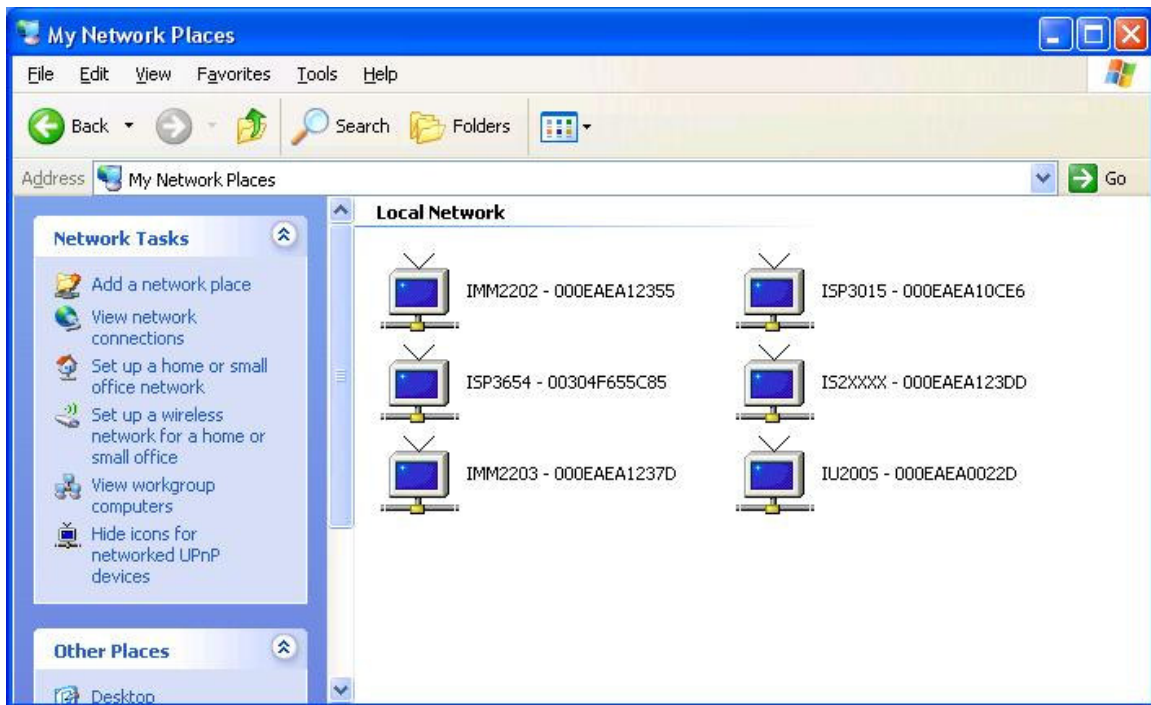 My Network Places
File Edit View Favorites Tools Help
Back Search Folders
Address My Network Places Go
Network Tasks
Add a network place
View network
connections
Set up a home or small
office network
Set up a wireless
network for a home or
small office
View workgroup
computers
Hide icons for
networked UPnP
devices
Other Places
Desktop
Local Network
IMM2202 - 000EAEA12355
ISP3015 - 000EAEA10CE6
ISP3654 - 00304F655C85
IS2XXXX - 000EAEA123DD
IMM2203 - 000EAEA1237D
IU200S - 000EAEA0022D